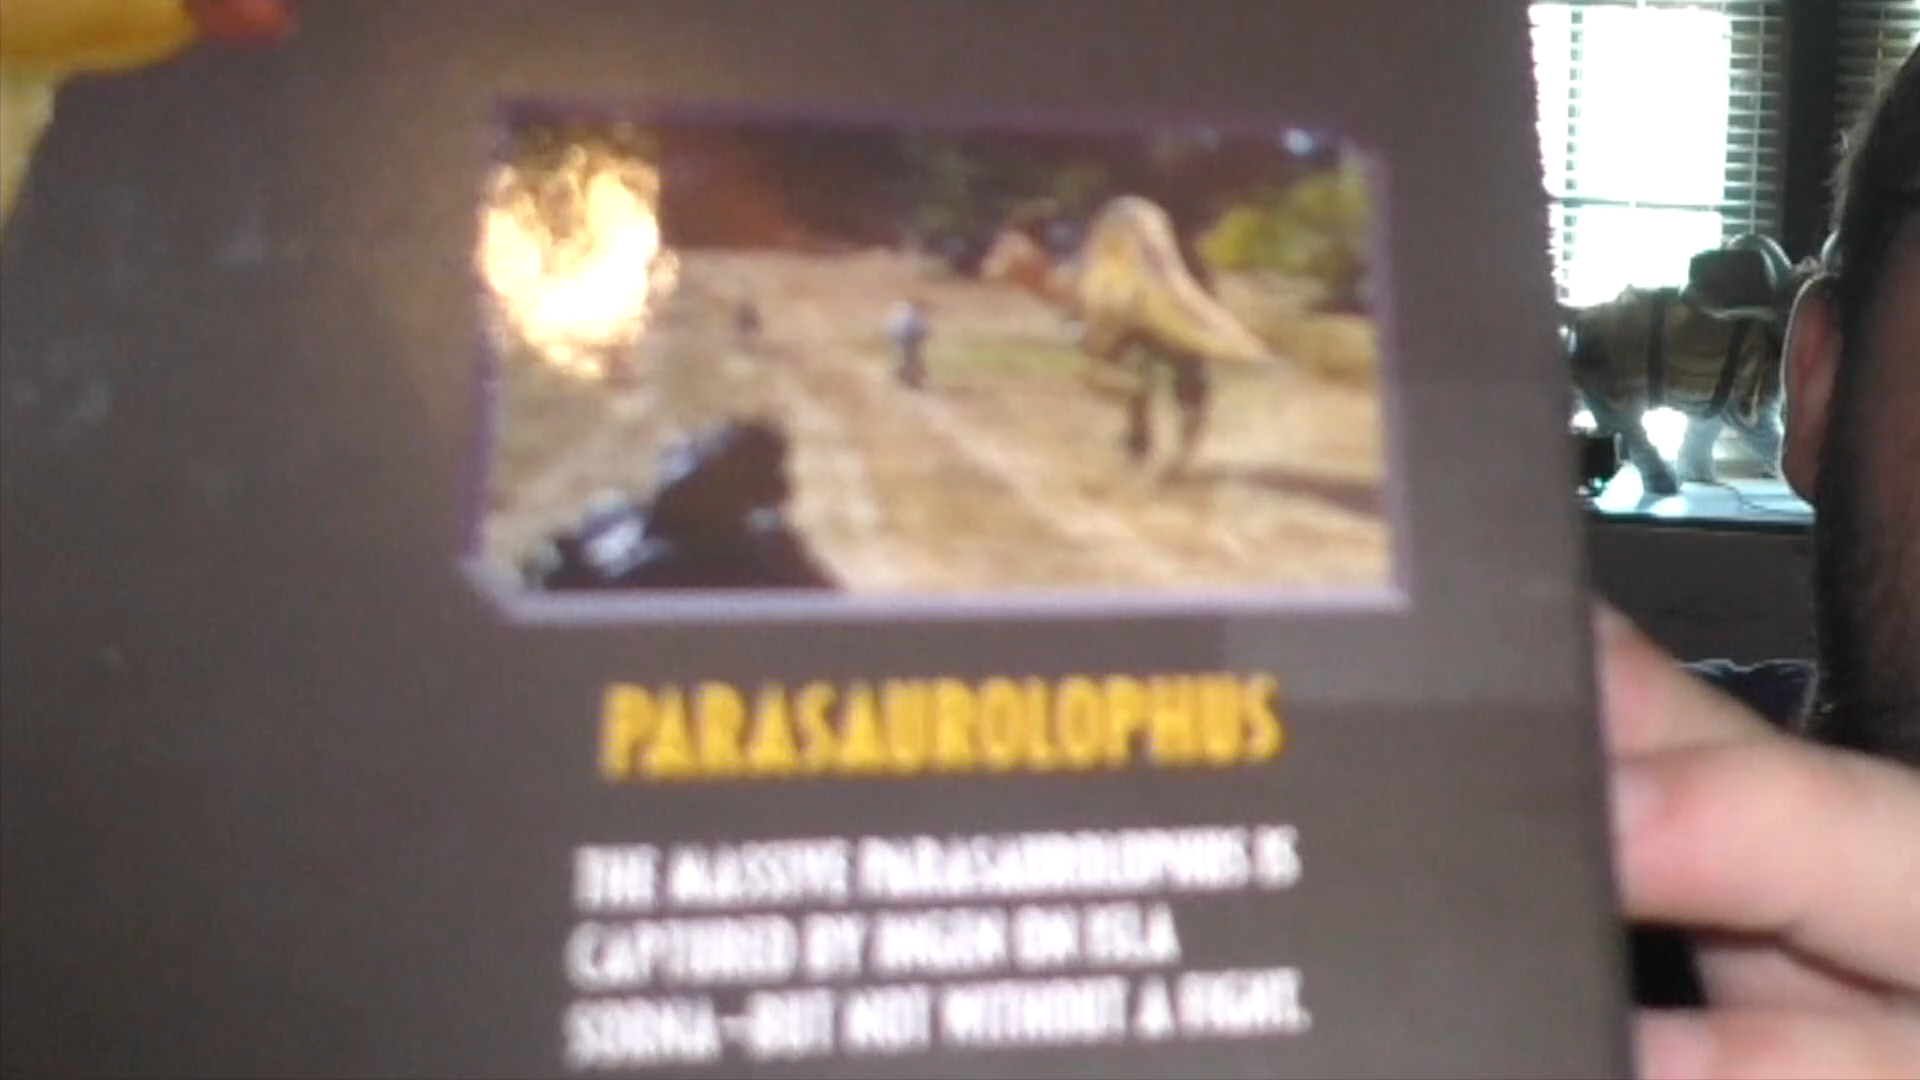 PARASAUROLOPHUS
THE MASSIVE PARASAUROLOPHUS IS
CAPTURED BY INGEN ON ISLA
SORNA—BUT NOT WITHOUT A FIGHT.